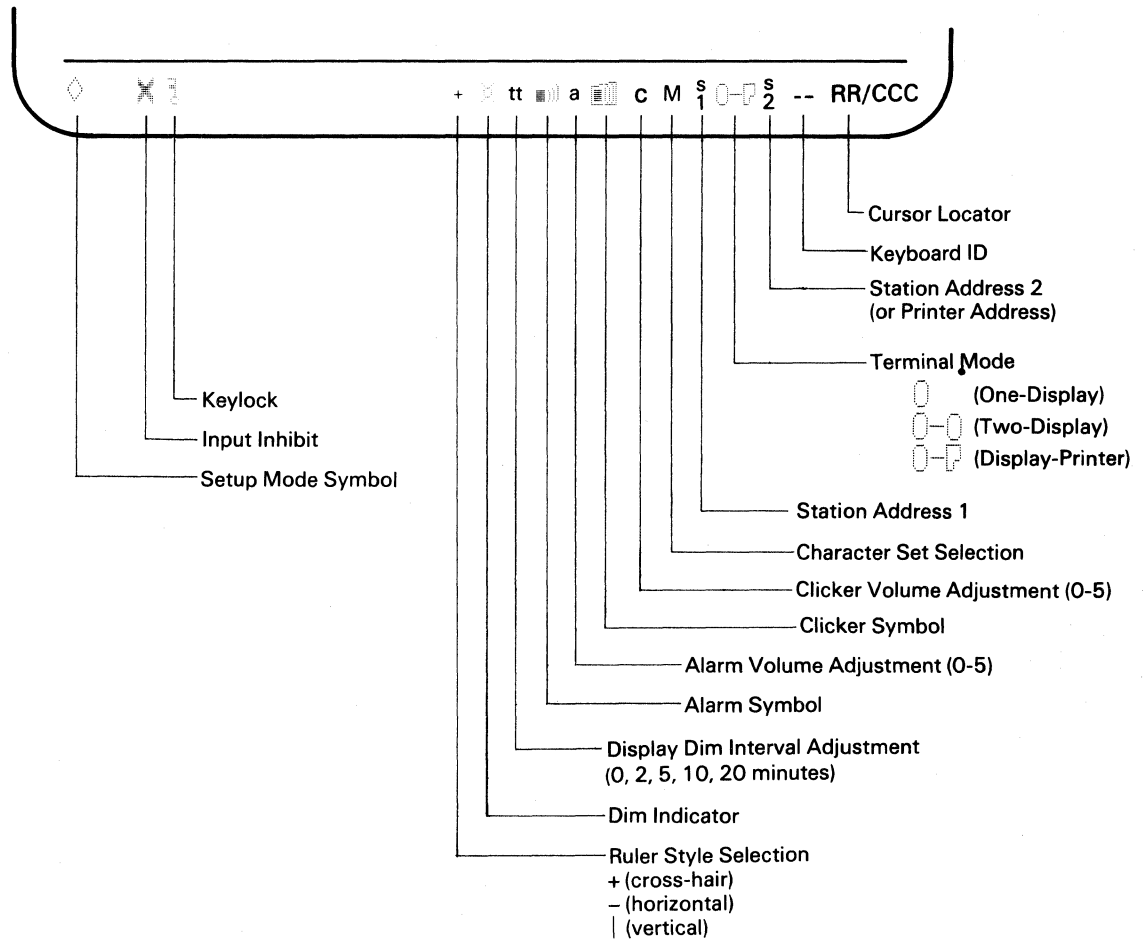 + tt a C M S 1 S 2 -- RR/CCC
Cursor Locator
Keyboard ID
Station Address 2
(or Printer Address)
Terminal Mode
(One-Display)
(Two-Display)
(Display-Printer)
Keylock
Input Inhibit
Setup Mode Symbol
Station Address 1
Character Set Selection
Clicker Volume Adjustment (0-5)
Clicker Symbol
Alarm Volume Adjustment (0-5)
Alarm Symbol
Display Dim Interval Adjustment
(0, 2, 5, 10, 20 minutes)
Dim Indicator
Ruler Style Selection
+ (cross-hair)
– (horizontal)
| (vertical)